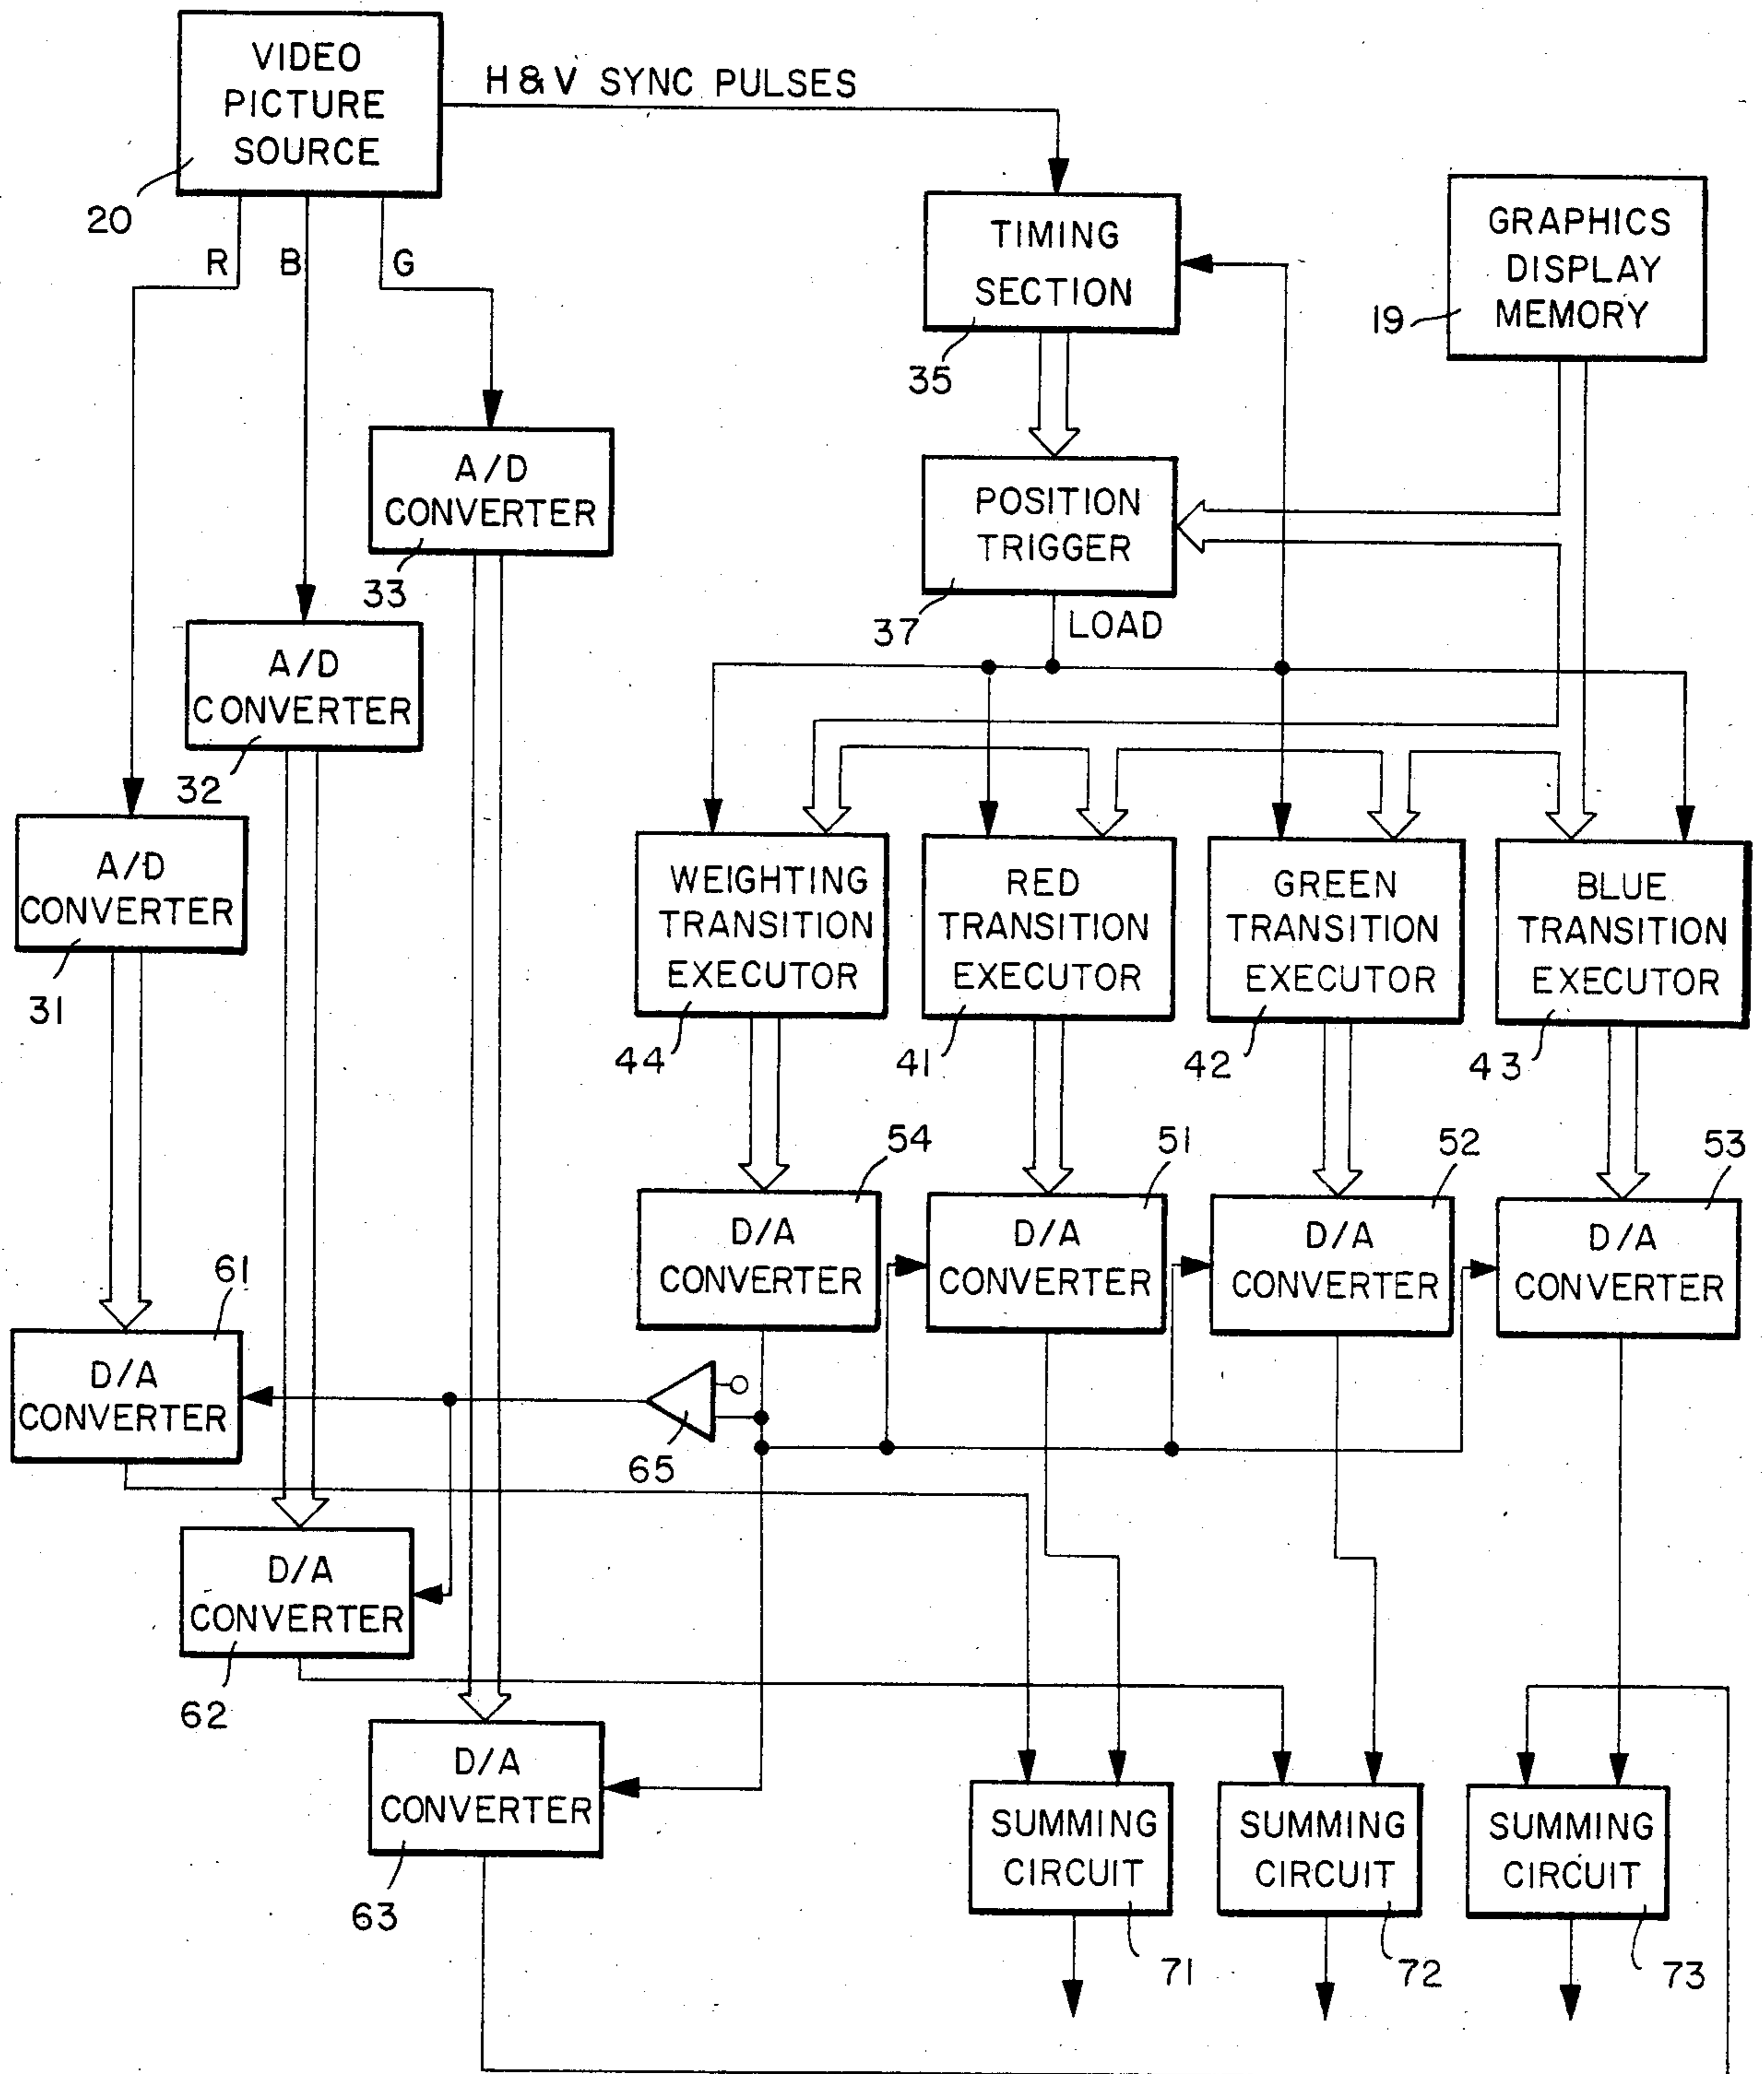 VIDEO
PICTURE
SOURCE
20
H & V SYNC PULSES
R
B
G
TIMING
SECTION
35
GRAPHICS
DISPLAY
MEMORY
19
A/D
CONVERTER
33
POSITION
TRIGGER
37
LOAD
A/D
CONVERTER
32
A/D
CONVERTER
31
WEIGHTING
TRANSITION
EXECUTOR
44
RED
TRANSITION
EXECUTOR
41
GREEN
TRANSITION
EXECUTOR
42
BLUE
TRANSITION
EXECUTOR
43
54
D/A
CONVERTER
51
D/A
CONVERTER
52
D/A
CONVERTER
53
D/A
CONVERTER
61
D/A
CONVERTER
65
D/A
CONVERTER
62
D/A
CONVERTER
63
SUMMING
CIRCUIT
71
SUMMING
CIRCUIT
72
SUMMING
CIRCUIT
73